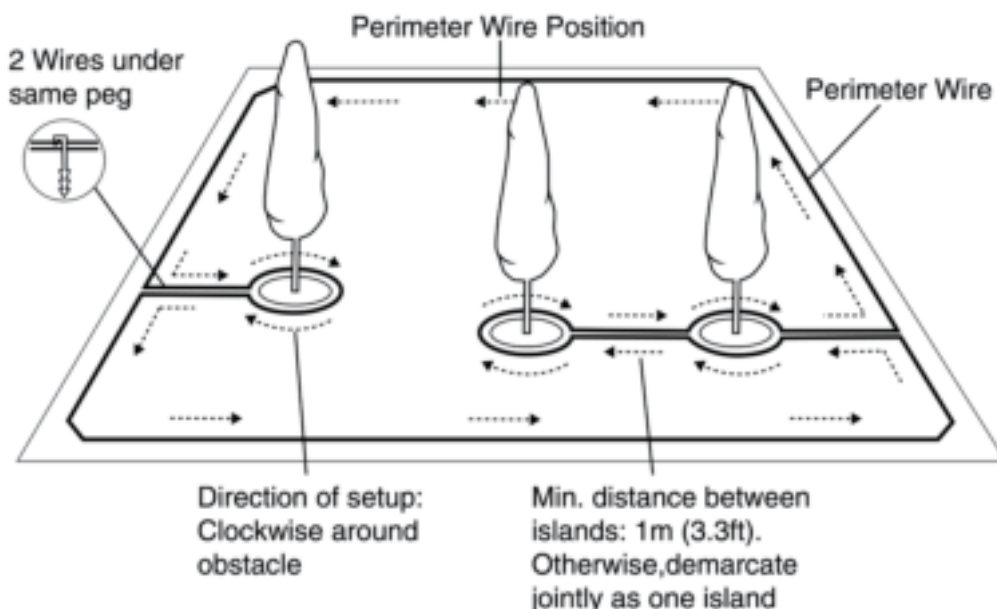 Perimeter Wire Position
2 Wires under
same peg
Perimeter Wire
Direction of setup:
Clockwise around
obstacle
Min. distance between
islands: 1m (3.3ft).
Otherwise,demarcate
jointly as one island